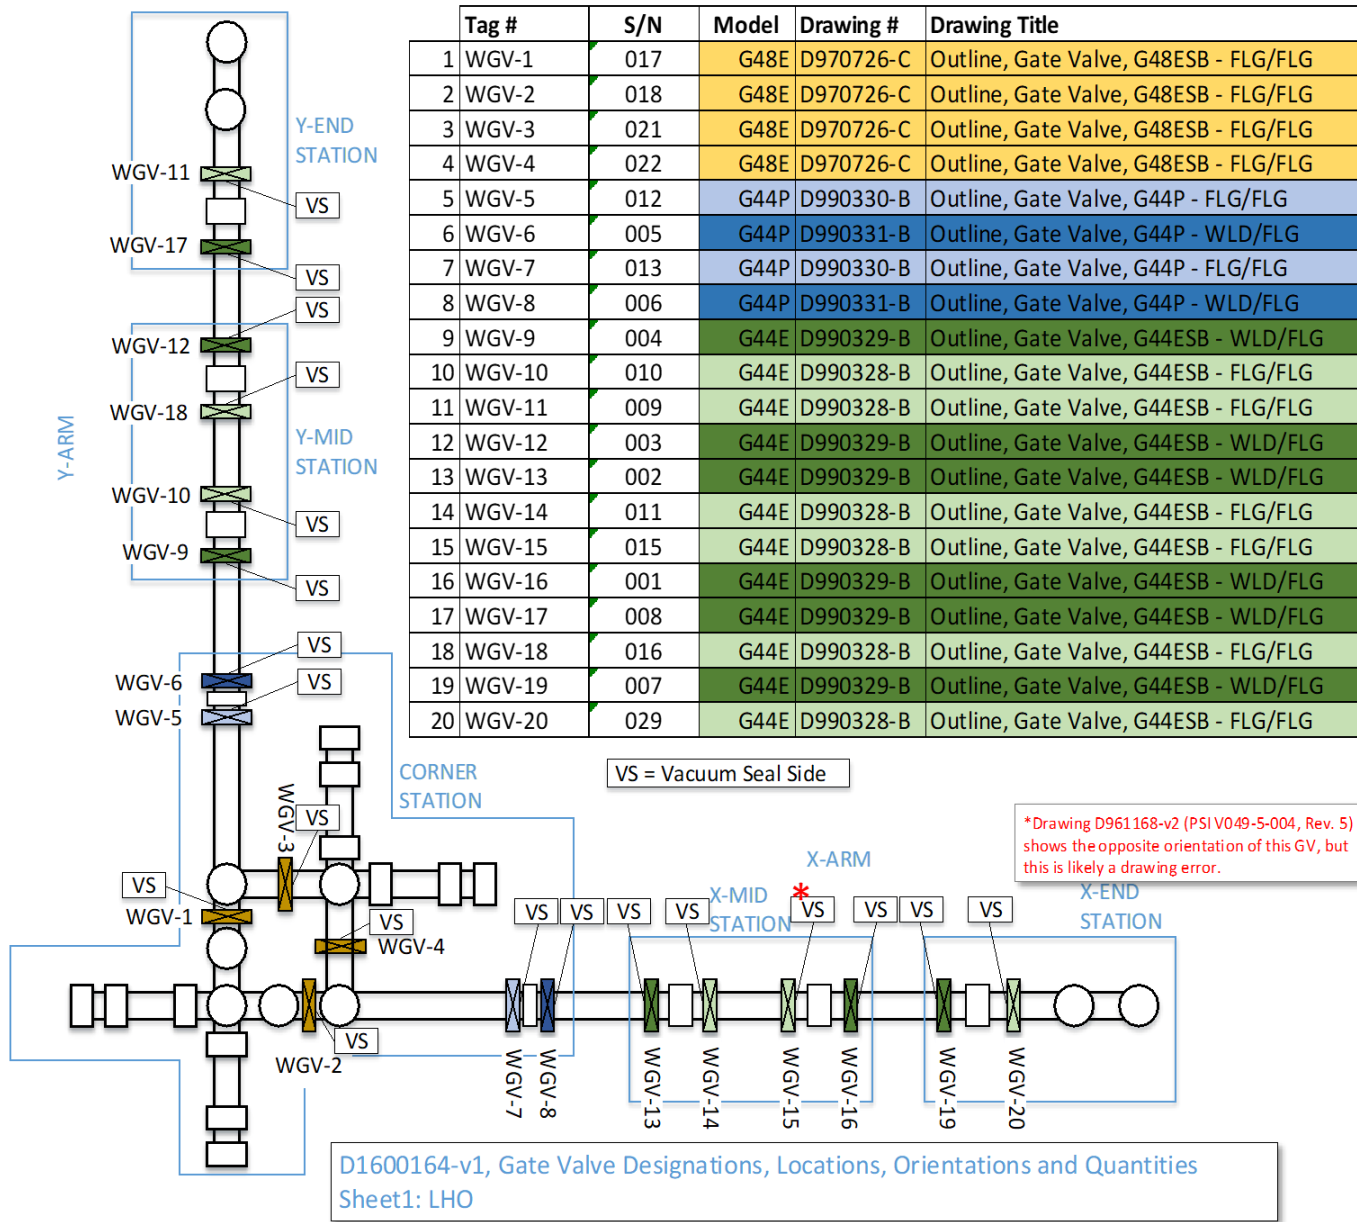 Tag # S/N Model Drawing # Drawing Title
1 WGV-1 017 G48E D970726-C Outline, Gate Valve, G48ESB - FLG/FLG
2 WGV-2 018 G48E D970726-C Outline, Gate Valve, G48ESB - FLG/FLG
3 WGV-3 021 G48E D970726-C Outline, Gate Valve, G48ESB - FLG/FLG
4 WGV-4 022 G48E D970726-C Outline, Gate Valve, G48ESB - FLG/FLG
5 WGV-5 012 G44P D990330-B Outline, Gate Valve, G44P - FLG/FLG
6 WGV-6 005 G44P D990331-B Outline, Gate Valve, G44P - WLD/FLG
7 WGV-7 013 G44P D990330-B Outline, Gate Valve, G44P - FLG/FLG
8 WGV-8 006 G44P D990331-B Outline, Gate Valve, G44P - WLD/FLG
9 WGV-9 004 G44E D990329-B Outline, Gate Valve, G44ESB - WLD/FLG
10 WGV-10 010 G44E D990328-B Outline, Gate Valve, G44ESB - FLG/FLG
11 WGV-11 009 G44E D990328-B Outline, Gate Valve, G44ESB - FLG/FLG
12 WGV-12 003 G44E D990329-B Outline, Gate Valve, G44ESB - WLD/FLG
13 WGV-13 002 G44E D990329-B Outline, Gate Valve, G44ESB - WLD/FLG
14 WGV-14 011 G44E D990328-B Outline, Gate Valve, G44ESB - FLG/FLG
15 WGV-15 015 G44E D990328-B Outline, Gate Valve, G44ESB - FLG/FLG
16 WGV-16 001 G44E D990329-B Outline, Gate Valve, G44ESB - WLD/FLG
17 WGV-17 008 G44E D990329-B Outline, Gate Valve, G44ESB - WLD/FLG
18 WGV-18 016 G44E D990328-B Outline, Gate Valve, G44ESB - FLG/FLG
19 WGV-19 007 G44E D990329-B Outline, Gate Valve, G44ESB - WLD/FLG
20 WGV-20 029 G44E D990328-B Outline, Gate Valve, G44ESB - FLG/FLG
Y-END
STATION
WGV-11
VS
WGV-17
VS
VS
WGV-12
VS
WGV-18
Y-ARM
Y-MID
STATION
WGV-10
VS
WGV-9
VS
VS
WGV-6
VS
WGV-5
CORNER
STATION
VS = Vacuum Seal Side
WGV-3
VS
VS
WGV-1
VS
WGV-4
VS
WGV-2
*Drawing D961168-v2 (PSI V049-5-004, Rev. 5)
shows the opposite orientation of this GV, but
this is likely a drawing error.
X-ARM
X-MID
STATION
*
X-END
STATION
VS VS VS VS VS VS VS VS
WGV-7
WGV-8
WGV-13
WGV-14
WGV-15
WGV-16
WGV-19
WGV-20
D1600164-v1, Gate Valve Designations, Locations, Orientations and Quantities
Sheet1: LHO